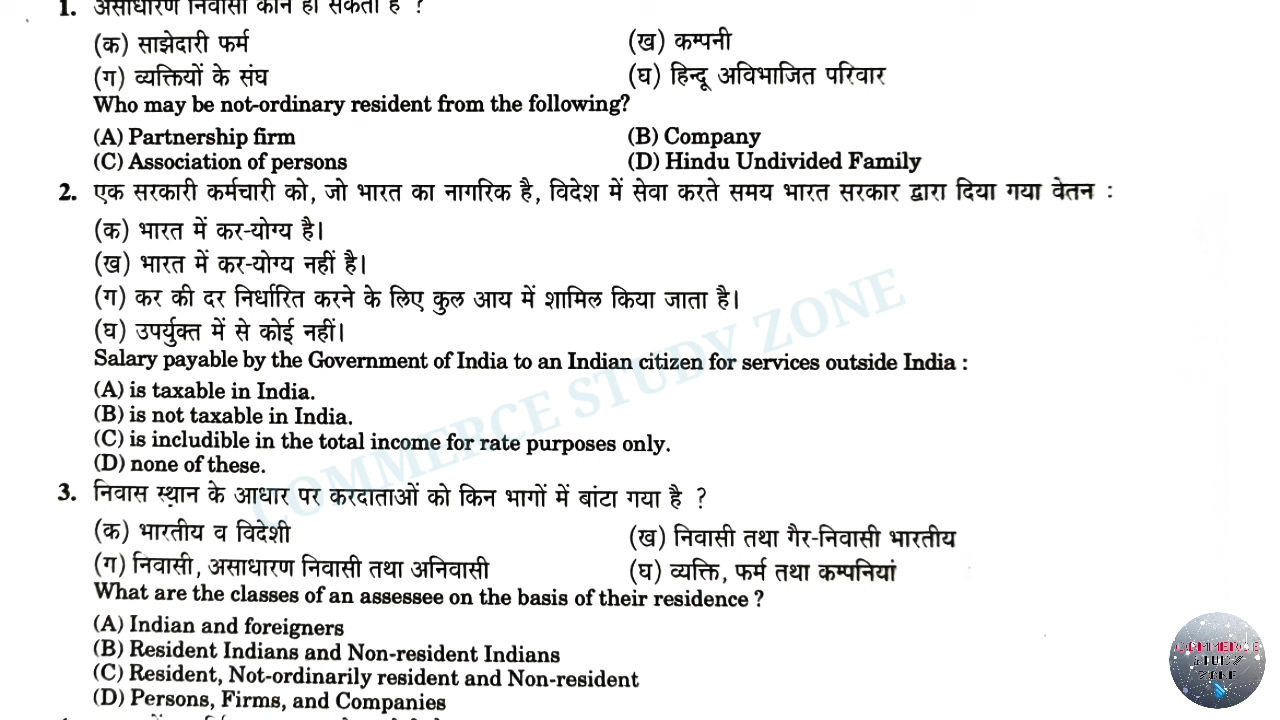 1. असाधारण निवासी कौन हो सकता है ?
(क) साझेदारी फर्म (ख) कम्पनी
(ग) व्यक्तियों के संघ (घ) हिन्दू अविभाजित परिवार
Who may be not-ordinary resident from the following?
(A) Partnership firm (B) Company
(C) Association of persons (D) Hindu Undivided Family
2. एक सरकारी कर्मचारी को, जो भारत का नागरिक है, विदेश में सेवा करते समय भारत सरकार द्वारा दिया गया वेतन :
(क) भारत में कर-योग्य है।
(ख) भारत में कर-योग्य नहीं है।
(ग) कर की दर निर्धारित करने के लिए कुल आय में शामिल किया जाता है।
(घ) उपर्युक्त में से कोई नहीं।
Salary payable by the Government of India to an Indian citizen for services outside India :
(A) is taxable in India.
(B) is not taxable in India.
(C) is includible in the total income for rate purposes only.
(D) none of these.
COMMERCE STUDY ZONE
3. निवास स्थान के आधार पर करदाताओं को किन भागों में बांटा गया है ?
(क) भारतीय व विदेशी (ख) निवासी तथा गैर-निवासी भारतीय
(ग) निवासी, असाधारण निवासी तथा अनिवासी (घ) व्यक्ति, फर्म तथा कम्पनियां
What are the classes of an assessee on the basis of their residence ?
(A) Indian and foreigners
(B) Resident Indians and Non-resident Indians
(C) Resident, Not-ordinarily resident and Non-resident
(D) Persons, Firms, and Companies
COMMERCE
STUDY
ZONE